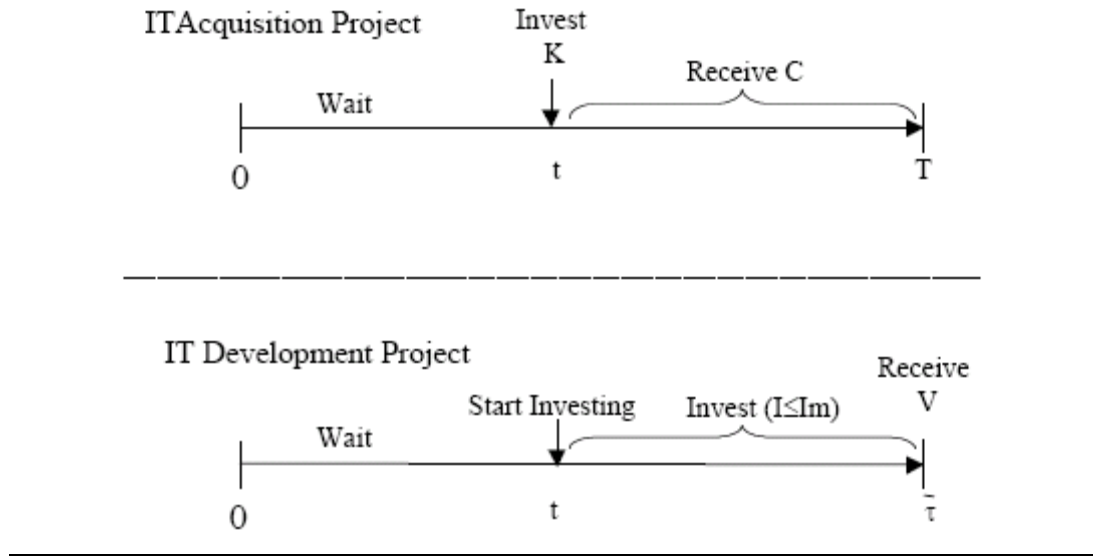 ITAcquisition Project
Invest
K
Receive C
Wait
0
t
T
IT Development Project
Receive
V
Start Investing
Invest (I≤Im)
Wait
0
t
τ̃